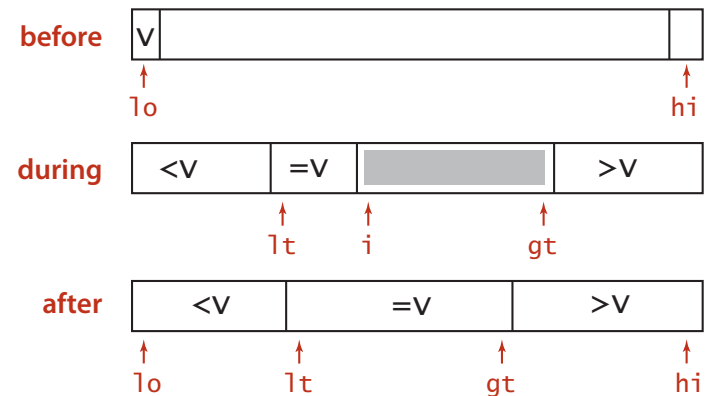 before V
lo hi
during <V =V >V
lt i gt
after <V =V >V
lo lt gt hi